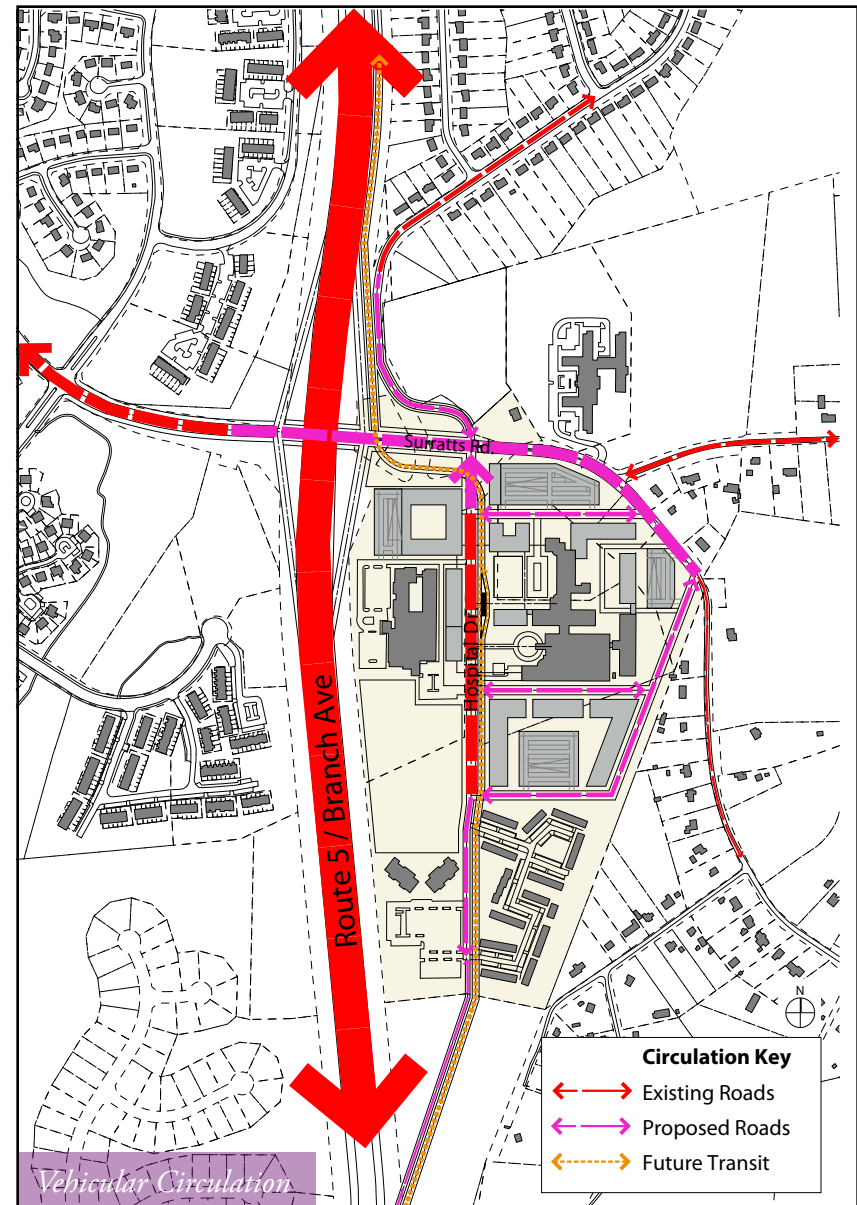 Surratts Rd.
Hospital Dr.
Route 5 / Branch Ave
N
Circulation Key
Existing Roads
Proposed Roads
Future Transit
Vehicular Circulation